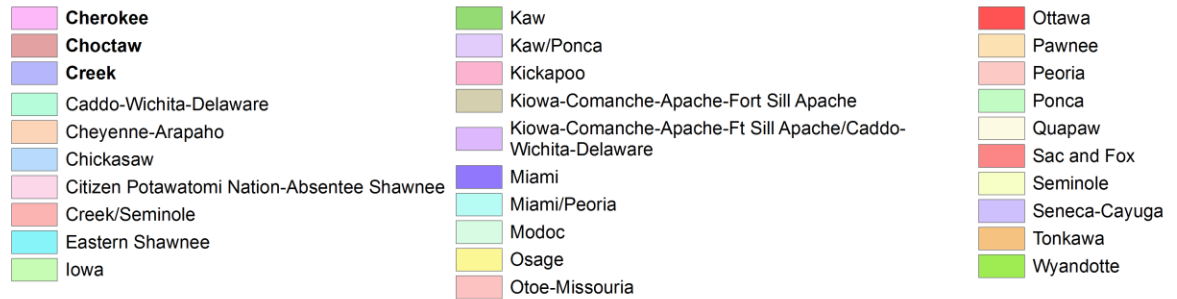 Cherokee
Choctaw
Creek
Caddo-Wichita-Delaware
Cheyenne-Arapaho
Chickasaw
Citizen Potawatomi Nation-Absentee Shawnee
Creek/Seminole
Eastern Shawnee
Iowa
Kaw
Kaw/Ponca
Kickapoo
Kiowa-Comanche-Apache-Fort Sill Apache
Kiowa-Comanche-Apache-Ft Sill Apache/Caddo-
Wichita-Delaware
Miami
Miami/Peoria
Modoc
Osage
Otoe-Missouria
Ottawa
Pawnee
Peoria
Ponca
Quapaw
Sac and Fox
Seminole
Seneca-Cayuga
Tonkawa
Wyandotte